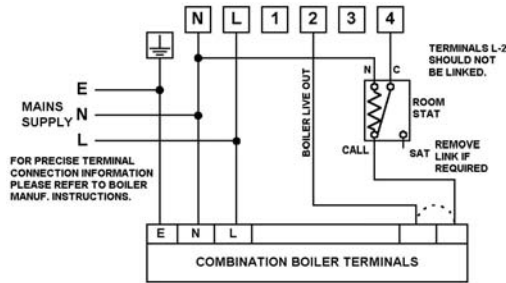 N L 1 2 3 4
TERMINALS L-2
SHOULD NOT
BE LINKED.
N C
E
MAINS
SUPPLY
N
L
BOILER LIVE OUT
ROOM
STAT
CALL
SAT
REMOVE
LINK IF
REQUIRED
FOR PRECISE TERMINAL
CONNECTION INFORMATION
PLEASE REFER TO BOILER
MANUF. INSTRUCTIONS.
E N L
COMBINATION BOILER TERMINALS